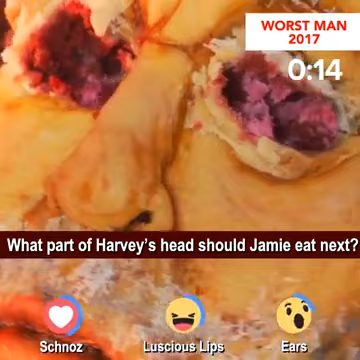 WORST MAN
2017
0:14
What part of Harvey's head should Jamie eat next?
Schnoz
Luscious Lips
Ears